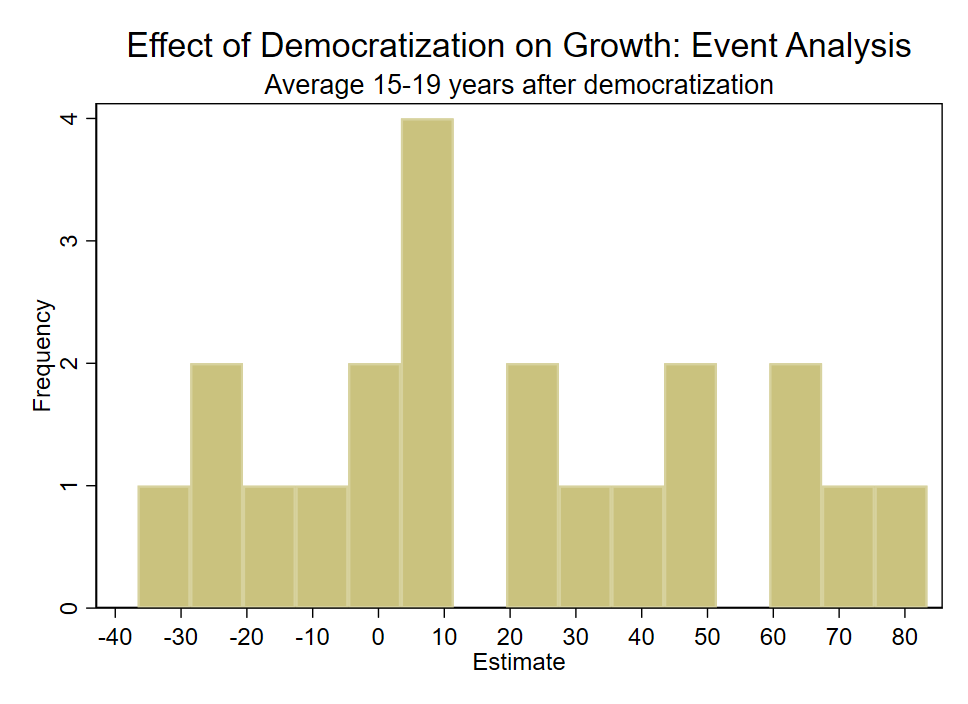 Effect of Democratization on Growth: Event Analysis
Average 15-19 years after democratization
Frequency
4
3
2
1
0
-40 -30 -20 -10 0 10 20 30 40 50 60 70 80
Estimate